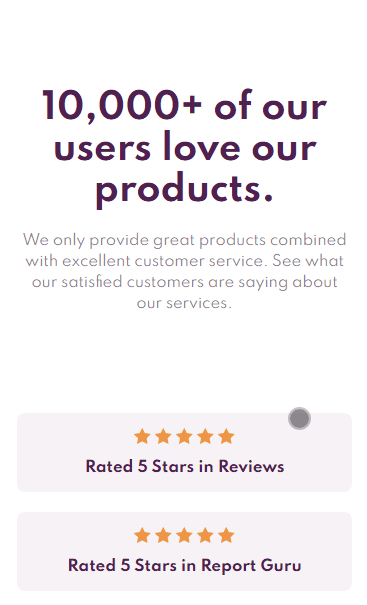 10,000+ of our
users love our
products.
We only provide great products combined
with excellent customer service. See what
our satisfied customers are saying about
our services.
Rated 5 Stars in Reviews
Rated 5 Stars in Report Guru